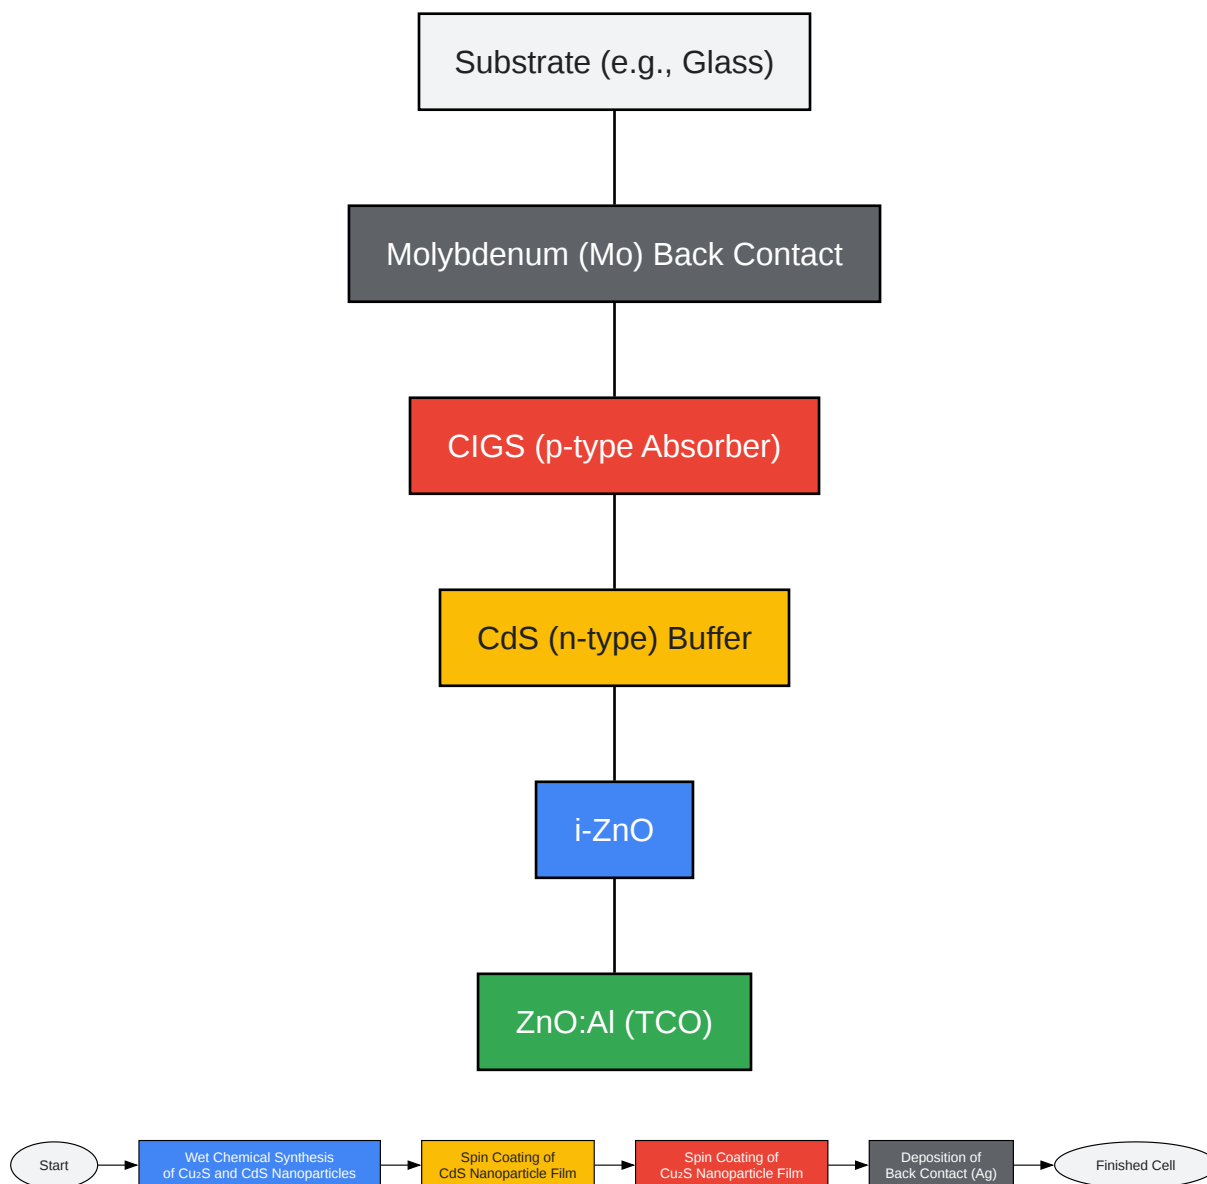 Substrate (e.g., Glass)
Molybdenum (Mo) Back Contact
CIGS (p-type Absorber)
CdS (n-type) Buffer
i-ZnO
ZnO:Al (TCO)
Start
Wet Chemical Synthesis
of Cu₂S and CdS Nanoparticles
Spin Coating of
CdS Nanoparticle Film
Spin Coating of
Cu₂S Nanoparticle Film
Deposition of
Back Contact (Ag)
Finished Cell